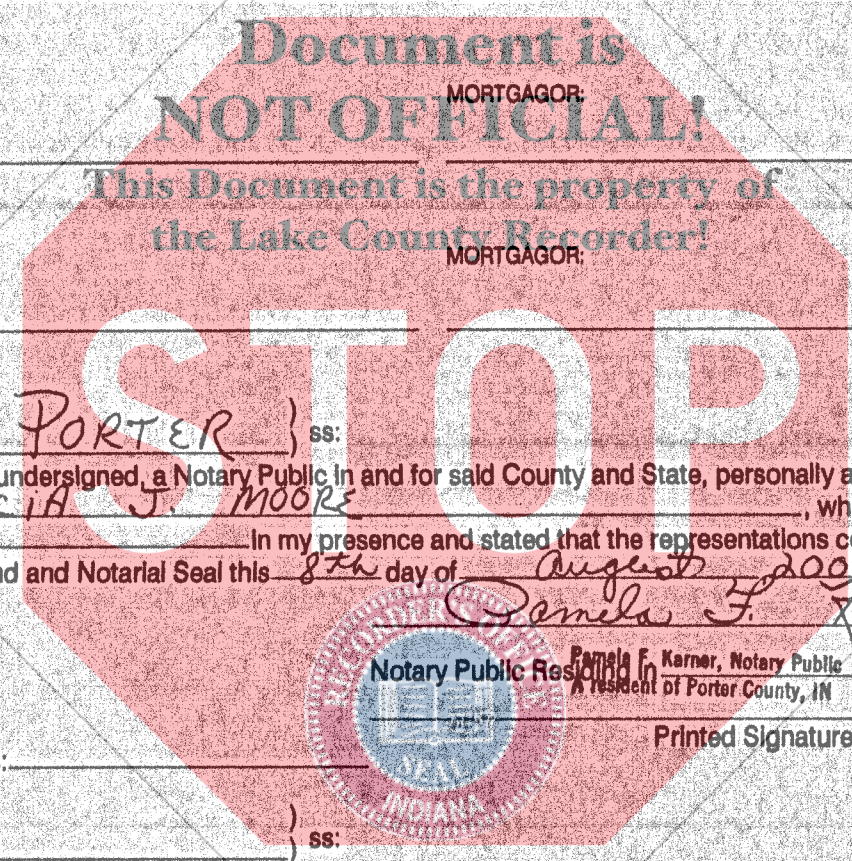 Document is
NOT OFFICIAL!
MORTGAGOR:
This Document is the property of
the Lake County Recorder!
MORTGAGOR:
STOP
PORTER ) ss:
undersigned, a Notary Public in and for said County and State, personally a
CIA J. MOORE , wh
In my presence and stated that the representations co
nd and Notarial Seal this 8th day of August 200
Pamela F.
Notary Public Residing in Pamela F. Karner, Notary Public
A resident of Porter County, IN
Printed Signature
RECORDER'S OFFICE
SEAL
INDIANA
) ss: